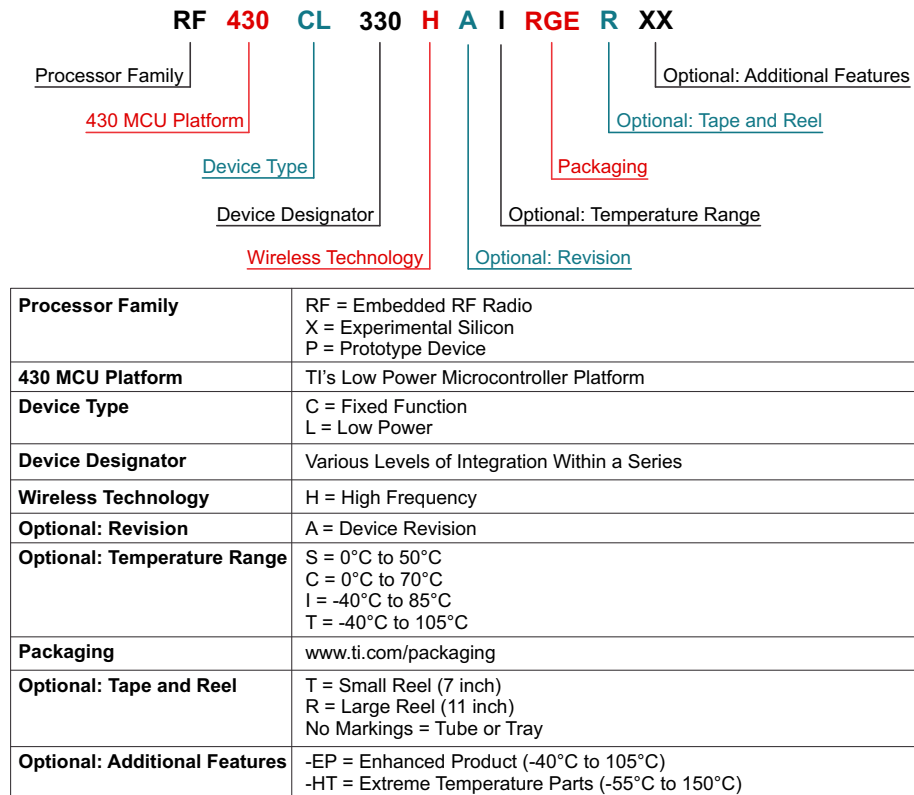 RF 430 CL 330 H A I RGE R XX
Processor Family
Optional: Additional Features
430 MCU Platform
Optional: Tape and Reel
Device Type
Packaging
Device Designator
Optional: Temperature Range
Wireless Technology
Optional: Revision
Processor Family
RF = Embedded RF Radio
X = Experimental Silicon
P = Prototype Device
430 MCU Platform
TI's Low Power Microcontroller Platform
Device Type
C = Fixed Function
L = Low Power
Device Designator
Various Levels of Integration Within a Series
Wireless Technology
H = High Frequency
Optional: Revision
A = Device Revision
Optional: Temperature Range
S = 0°C to 50°C
C = 0°C to 70°C
I = -40°C to 85°C
T = -40°C to 105°C
Packaging
www.ti.com/packaging
Optional: Tape and Reel
T = Small Reel (7 inch)
R = Large Reel (11 inch)
No Markings = Tube or Tray
Optional: Additional Features
-EP = Enhanced Product (-40°C to 105°C)
-HT = Extreme Temperature Parts (-55°C to 150°C)